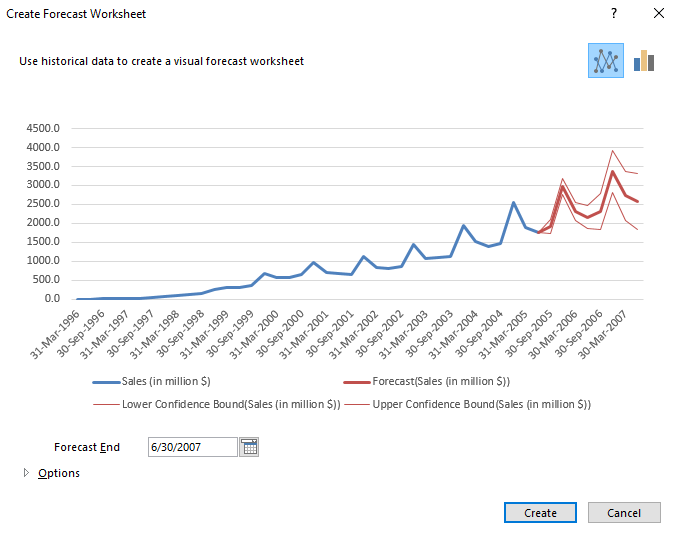 Create Forecast Worksheet
?
Use historical data to create a visual forecast worksheet
4500.0
4000.0
3500.0
3000.0
2500.0
2000.0
1500.0
1000.0
500.0
0.0
31-Mar-1996
30-Sep-1996
31-Mar-1997
30-Sep-1997
31-Mar-1998
30-Sep-1998
31-Mar-1999
30-Sep-1999
31-Mar-2000
30-Sep-2000
31-Mar-2001
30-Sep-2001
31-Mar-2002
30-Sep-2002
31-Mar-2003
30-Sep-2003
31-Mar-2004
30-Sep-2004
31-Mar-2005
30-Sep-2005
31-Mar-2006
30-Sep-2006
30-Mar-2007
Sales (in million $)
Forecast(Sales (in million $))
Lower Confidence Bound(Sales (in million $))
Upper Confidence Bound(Sales (in million $))
Forecast End 6/30/2007
Options
Create
Cancel